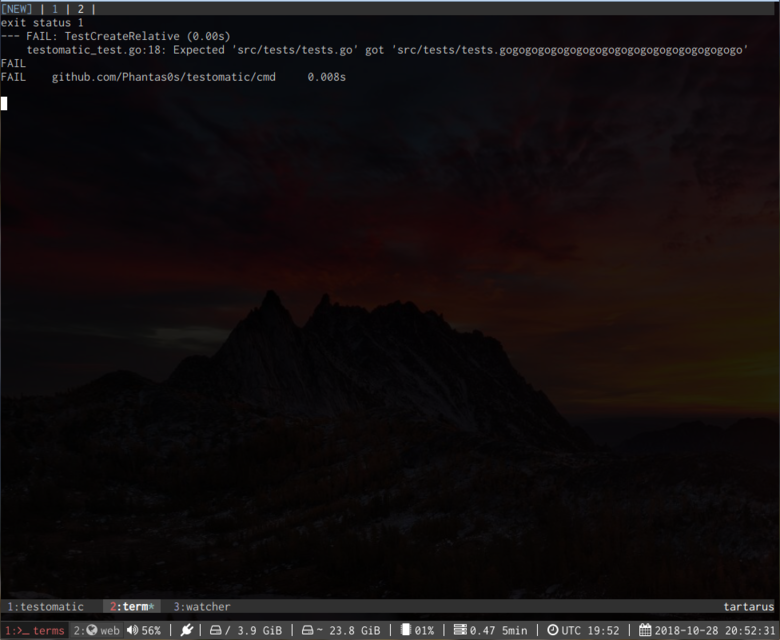 [NEW] | 1 | 2 |
exit status 1
--- FAIL: TestCreateRelative (0.00s)
testomatic_test.go:18: Expected 'src/tests/tests.go' got 'src/tests/tests.gogogogogogogogogogogogogogogogogogogo'
FAIL
FAIL github.com/Phantas0s/testomatic/cmd 0.008s
1:testomatic 2:term* 3:watcher tartarus
1:>_ terms 2: web 56% | | / 3.9 GiB | ~ 23.8 GiB | 01% | 0.47 5min | UTC 19:52 | 2018-10-28 20:52:31